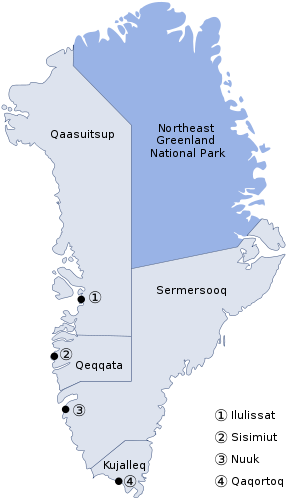 Qaasuitsup
Northeast
Greenland
National Park
Sermersooq
①
②
Qeqqata
③
Kujalleq
④
① Ilulissat
② Sisimiut
③ Nuuk
④ Qaqortoq